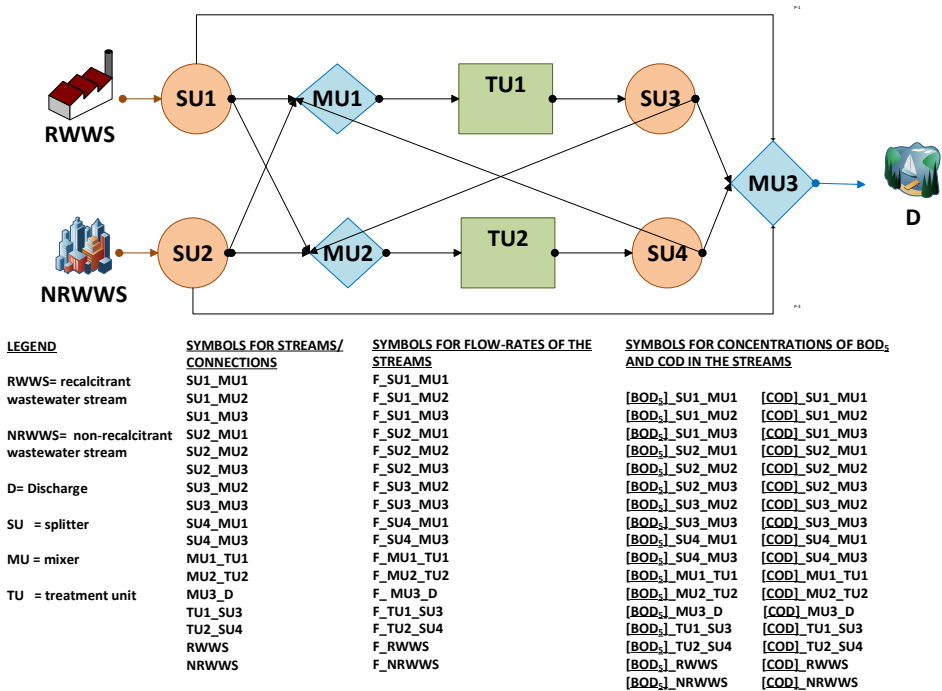 P-1
SU1
MU1
TU1
SU3
RWWS
MU3
D
SU2
MU2
TU2
SU4
NRWWS
P-3
LEGEND
RWWS= recalcitrant
wastewater stream
NRWWS= non-recalcitrant
wastewater stream
D= Discharge
SU = splitter
MU = mixer
TU = treatment unit
SYMBOLS FOR STREAMS/
CONNECTIONS
SU1_MU1
SU1_MU2
SU1_MU3
SU2_MU1
SU2_MU2
SU2_MU3
SU3_MU2
SU3_MU3
SU4_MU1
SU4_MU3
MU1_TU1
MU2_TU2
MU3_D
TU1_SU3
TU2_SU4
RWWS
NRWWS
SYMBOLS FOR FLOW-RATES OF THE
STREAMS
F_SU1_MU1
F_SU1_MU2
F_SU1_MU3
F_SU2_MU1
F_SU2_MU2
F_SU2_MU3
F_SU3_MU2
F_SU3_MU3
F_SU4_MU1
F_SU4_MU3
F_MU1_TU1
F_MU2_TU2
F_ MU3_D
F_TU1_SU3
F_TU2_SU4
F_RWWS
F_NRWWS
SYMBOLS FOR CONCENTRATIONS OF BOD₅
AND COD IN THE STREAMS
[BOD₅]_SU1_MU1 [COD]_SU1_MU1
[BOD₅]_SU1_MU2 [COD]_SU1_MU2
[BOD₅]_SU1_MU3 [COD]_SU1_MU3
[BOD₅]_SU2_MU1 [COD]_SU2_MU1
[BOD₅]_SU2_MU2 [COD]_SU2_MU2
[BOD₅]_SU2_MU3 [COD]_SU2_MU3
[BOD₅]_SU3_MU2 [COD]_SU3_MU2
[BOD₅]_SU3_MU3 [COD]_SU3_MU3
[BOD₅]_SU4_MU1 [COD]_SU4_MU1
[BOD₅]_SU4_MU3 [COD]_SU4_MU3
[BOD₅]_MU1_TU1 [COD]_MU1_TU1
[BOD₅]_MU2_TU2 [COD]_MU2_TU2
[BOD₅]_MU3_D [COD]_MU3_D
[BOD₅]_TU1_SU3 [COD]_TU1_SU3
[BOD₅]_TU2_SU4 [COD]_TU2_SU4
[BOD₅]_RWWS [COD]_RWWS
[BOD₅]_NRWWS [COD]_NRWWS